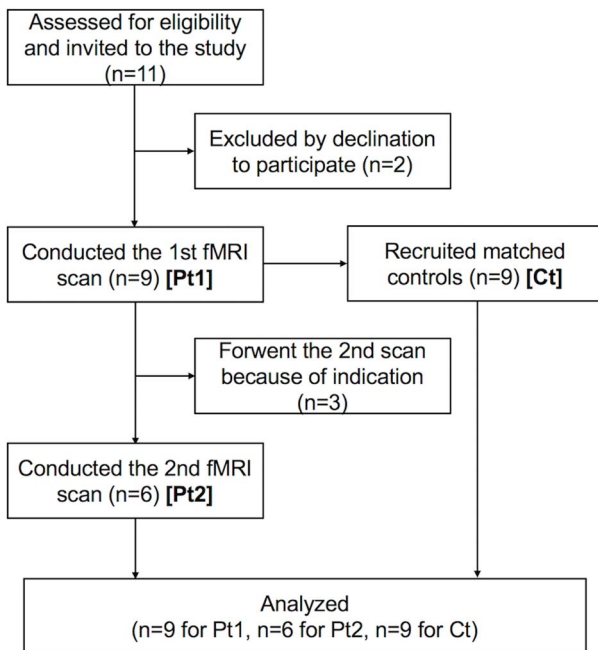 Assessed for eligibility
and invited to the study
(n=11)
Excluded by declination
to participate (n=2)
Conducted the 1st fMRI
scan (n=9) [Pt1]
Recruited matched
controls (n=9) [Ct]
Forwent the 2nd scan
because of indication
(n=3)
Conducted the 2nd fMRI
scan (n=6) [Pt2]
Analyzed
(n=9 for Pt1, n=6 for Pt2, n=9 for Ct)